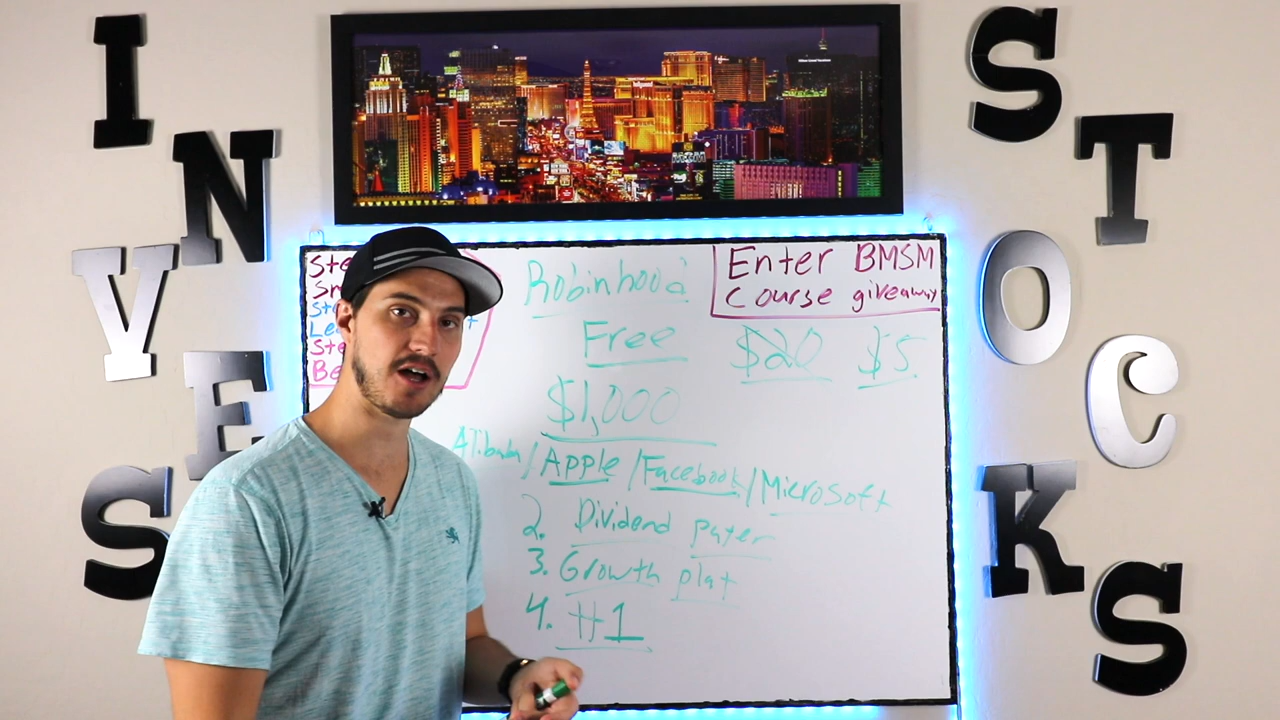 I
N
V
E
S
S
T
O
C
K
S
Enter BMSM
Course giveaway
Robinhood
Free $20 $5
$1,000
Alibaba/Apple/Facebook/Microsoft
2. Dividend payer
3. Growth play
4. #1